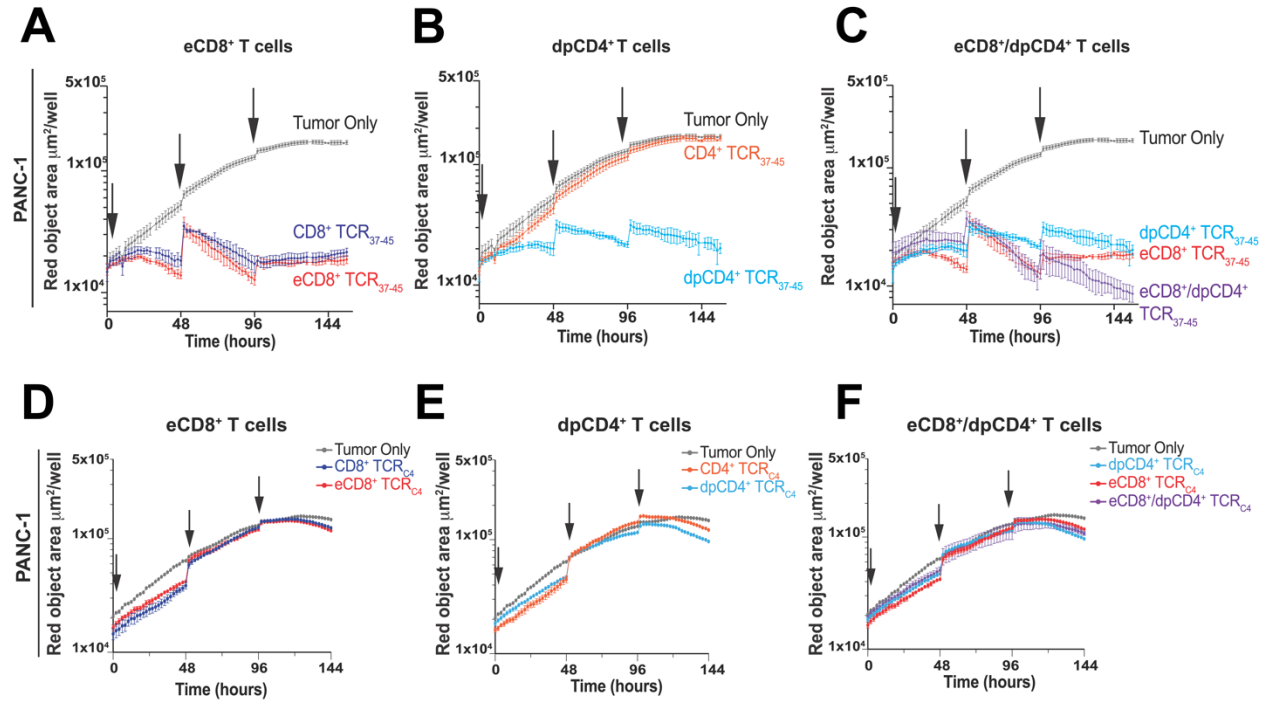 A
eCD8⁺ T cells
PANC-1
Red object area μm²/well
5x10⁵
1x10⁵
1x10⁴
Tumor Only
CD8⁺ TCR₃₇₋₄₅
eCD8⁺ TCR₃₇₋₄₅
0 48 96 144
Time (hours)
B
dpCD4⁺ T cells
Red object area μm²/well
5x10⁵
1x10⁵
1x10⁴
Tumor Only
CD4⁺ TCR₃₇₋₄₅
dpCD4⁺ TCR₃₇₋₄₅
0 48 96 144
Time (hours)
C
eCD8⁺/dpCD4⁺ T cells
Red object area μm²/well
5x10⁵
1x10⁵
1x10⁴
Tumor Only
dpCD4⁺ TCR₃₇₋₄₅
eCD8⁺ TCR₃₇₋₄₅
eCD8⁺/dpCD4⁺
TCR₃₇₋₄₅
0 48 96 144
Time (hours)
D
eCD8⁺ T cells
PANC-1
Red object area μm²/well
5x10⁵
1x10⁵
1x10⁴
Tumor Only
CD8⁺ TCR_C4
eCD8⁺ TCR_C4
0 48 96 144
Time (hours)
E
dpCD4⁺ T cells
Red object area μm²/well
5x10⁵
1x10⁵
1x10⁴
Tumor Only
CD4⁺ TCR_C4
dpCD4⁺ TCR_C4
0 48 96 144
Time (hours)
F
eCD8⁺/dpCD4⁺ T cells
Red object area μm²/well
5x10⁵
1x10⁵
1x10⁴
Tumor Only
dpCD4⁺ TCR_C4
eCD8⁺ TCR_C4
eCD8⁺/dpCD4⁺ TCR_C4
0 48 96 144
Time (hours)